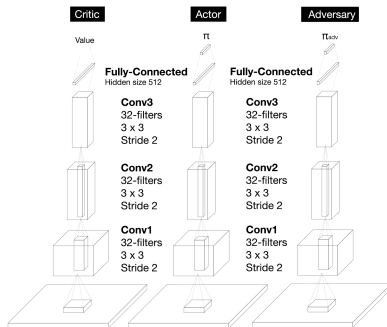 Critic
Actor
Adversary
Value
π
πadv
Fully-Connected
Hidden size 512
Fully-Connected
Hidden size 512
Conv3
32-filters
3 x 3
Stride 2
Conv3
32-filters
3 x 3
Stride 2
Conv2
32-filters
3 x 3
Stride 2
Conv2
32-filters
3 x 3
Stride 2
Conv1
32-filters
3 x 3
Stride 2
Conv1
32-filters
3 x 3
Stride 2